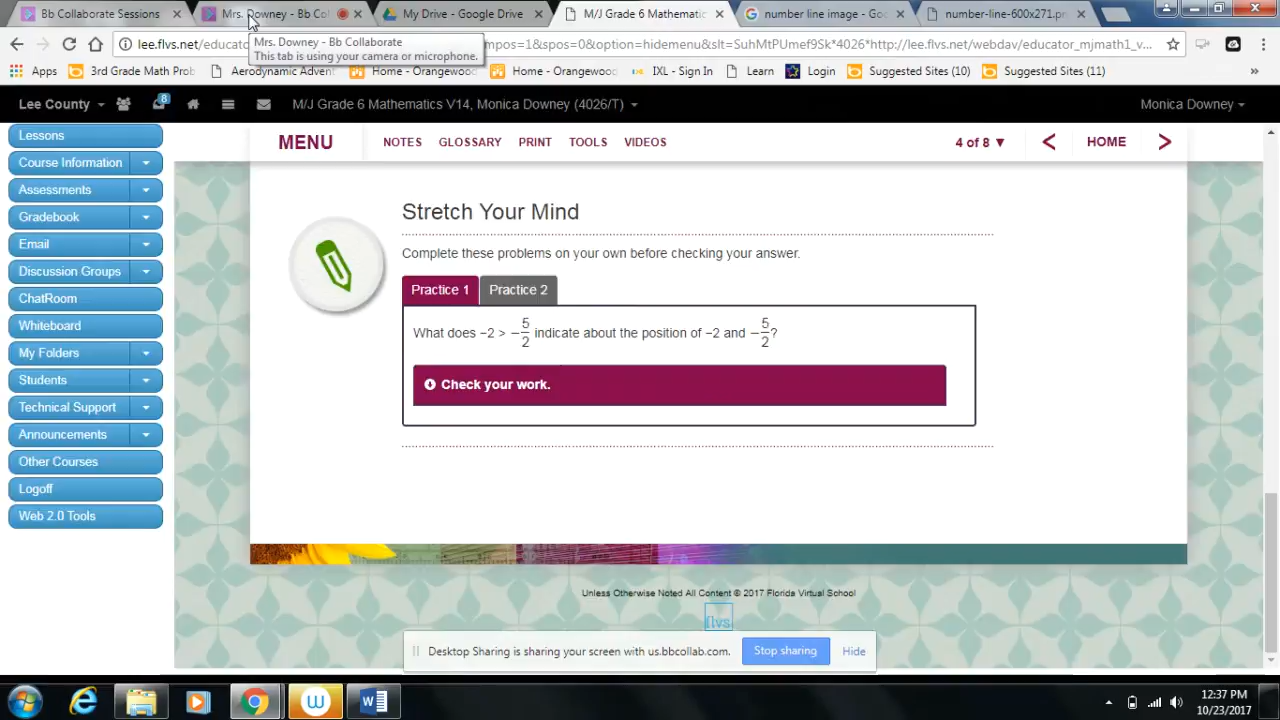 Bb Collaborate Sessions
Mrs. Downey - Bb Col
My Drive - Google Drive
M/J Grade 6 Mathematic
number line image - Goo
number-line-600x271.pn
lee.flvs.net/educato
mpos=1&spos=0&option=hidemenu&slt=SuhMtPUmef9Sk*4026*http://lee.flvs.net/webdav/educator_mjmath1_v...
Mrs. Downey - Bb Collaborate
This tab is using your camera or microphone.
Apps
3rd Grade Math Prob
Aerodynamic Advent
Home - Orangewood
Home - Orangewood
IXL - Sign In
Learn
Login
Suggested Sites (10)
Suggested Sites (11)
»
Lee County
8
M/J Grade 6 Mathematics V14, Monica Downey (4026/T)
Monica Downey
MENU
NOTES
GLOSSARY
PRINT
TOOLS
VIDEOS
4 of 8 ▼
<
HOME
>
Lessons
Course Information
Assessments
Gradebook
Email
Discussion Groups
ChatRoom
Whiteboard
My Folders
Students
Technical Support
Announcements
Other Courses
Logoff
Web 2.0 Tools
Stretch Your Mind
Complete these problems on your own before checking your answer.
Practice 1
Practice 2
What does −2 > −5/2 indicate about the position of −2 and −5/2?
Check your work.
Unless Otherwise Noted All Content © 2017 Florida Virtual School
flvs
Desktop Sharing is sharing your screen with us.bbcollab.com.
Stop sharing
Hide
12:37 PM
10/23/2017